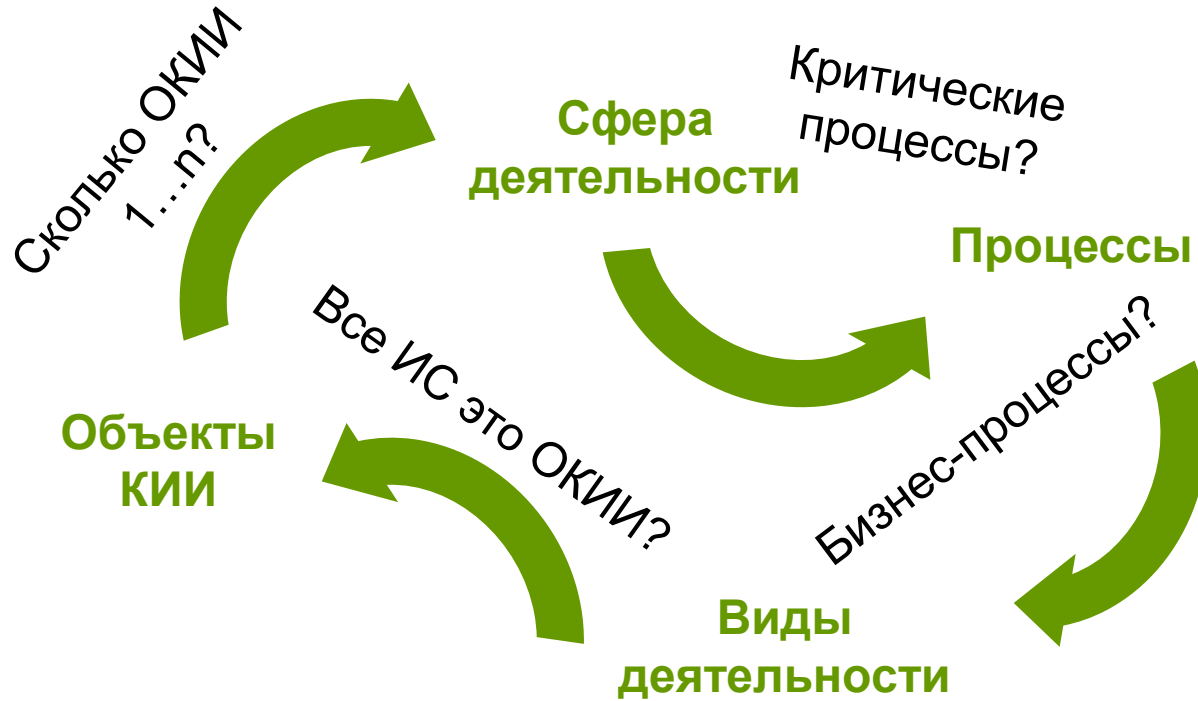 Сколько ОКИИ
1...n?
Сфера
деятельности
Критические
процессы?
Процессы
Все ИС это ОКИИ?
Бизнес-процессы?
Объекты
КИИ
Виды
деятельности